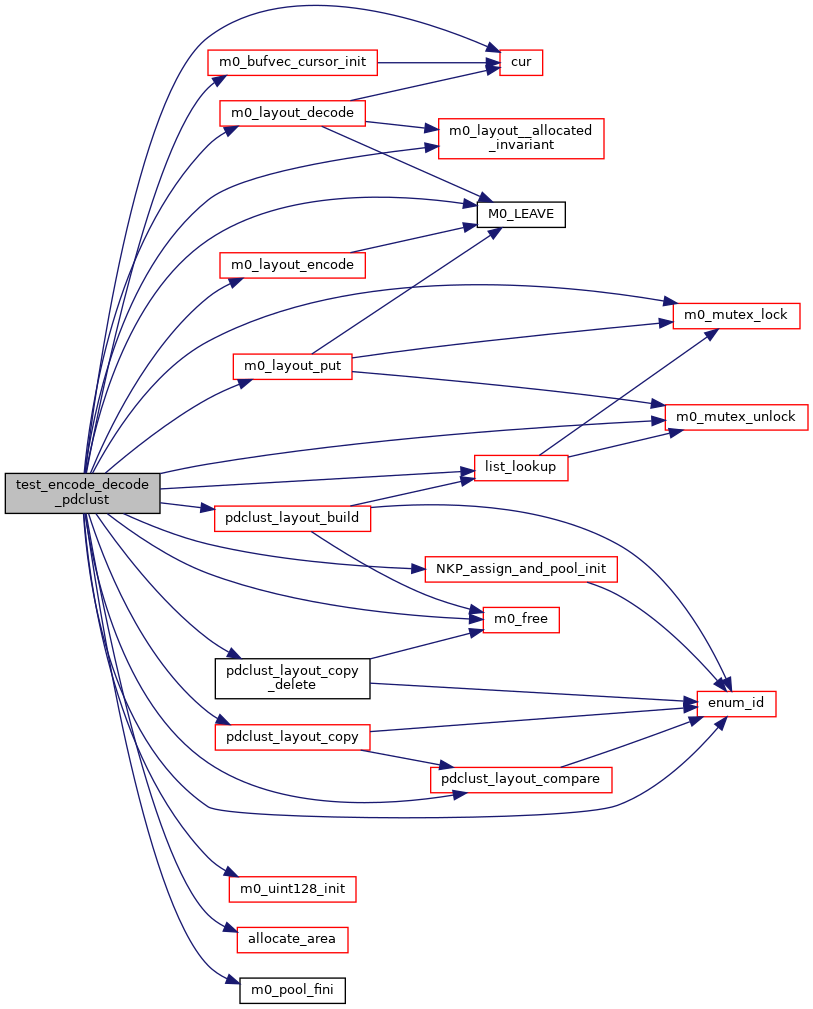 cur
m0_bufvec_cursor_init
m0_layout_decode
m0_layout__allocated
_invariant
M0_LEAVE
m0_layout_encode
m0_mutex_lock
m0_layout_put
m0_mutex_unlock
list_lookup
test_encode_decode
_pdclust
pdclust_layout_build
NKP_assign_and_pool_init
m0_free
pdclust_layout_copy
_delete
enum_id
pdclust_layout_copy
pdclust_layout_compare
m0_uint128_init
allocate_area
m0_pool_fini